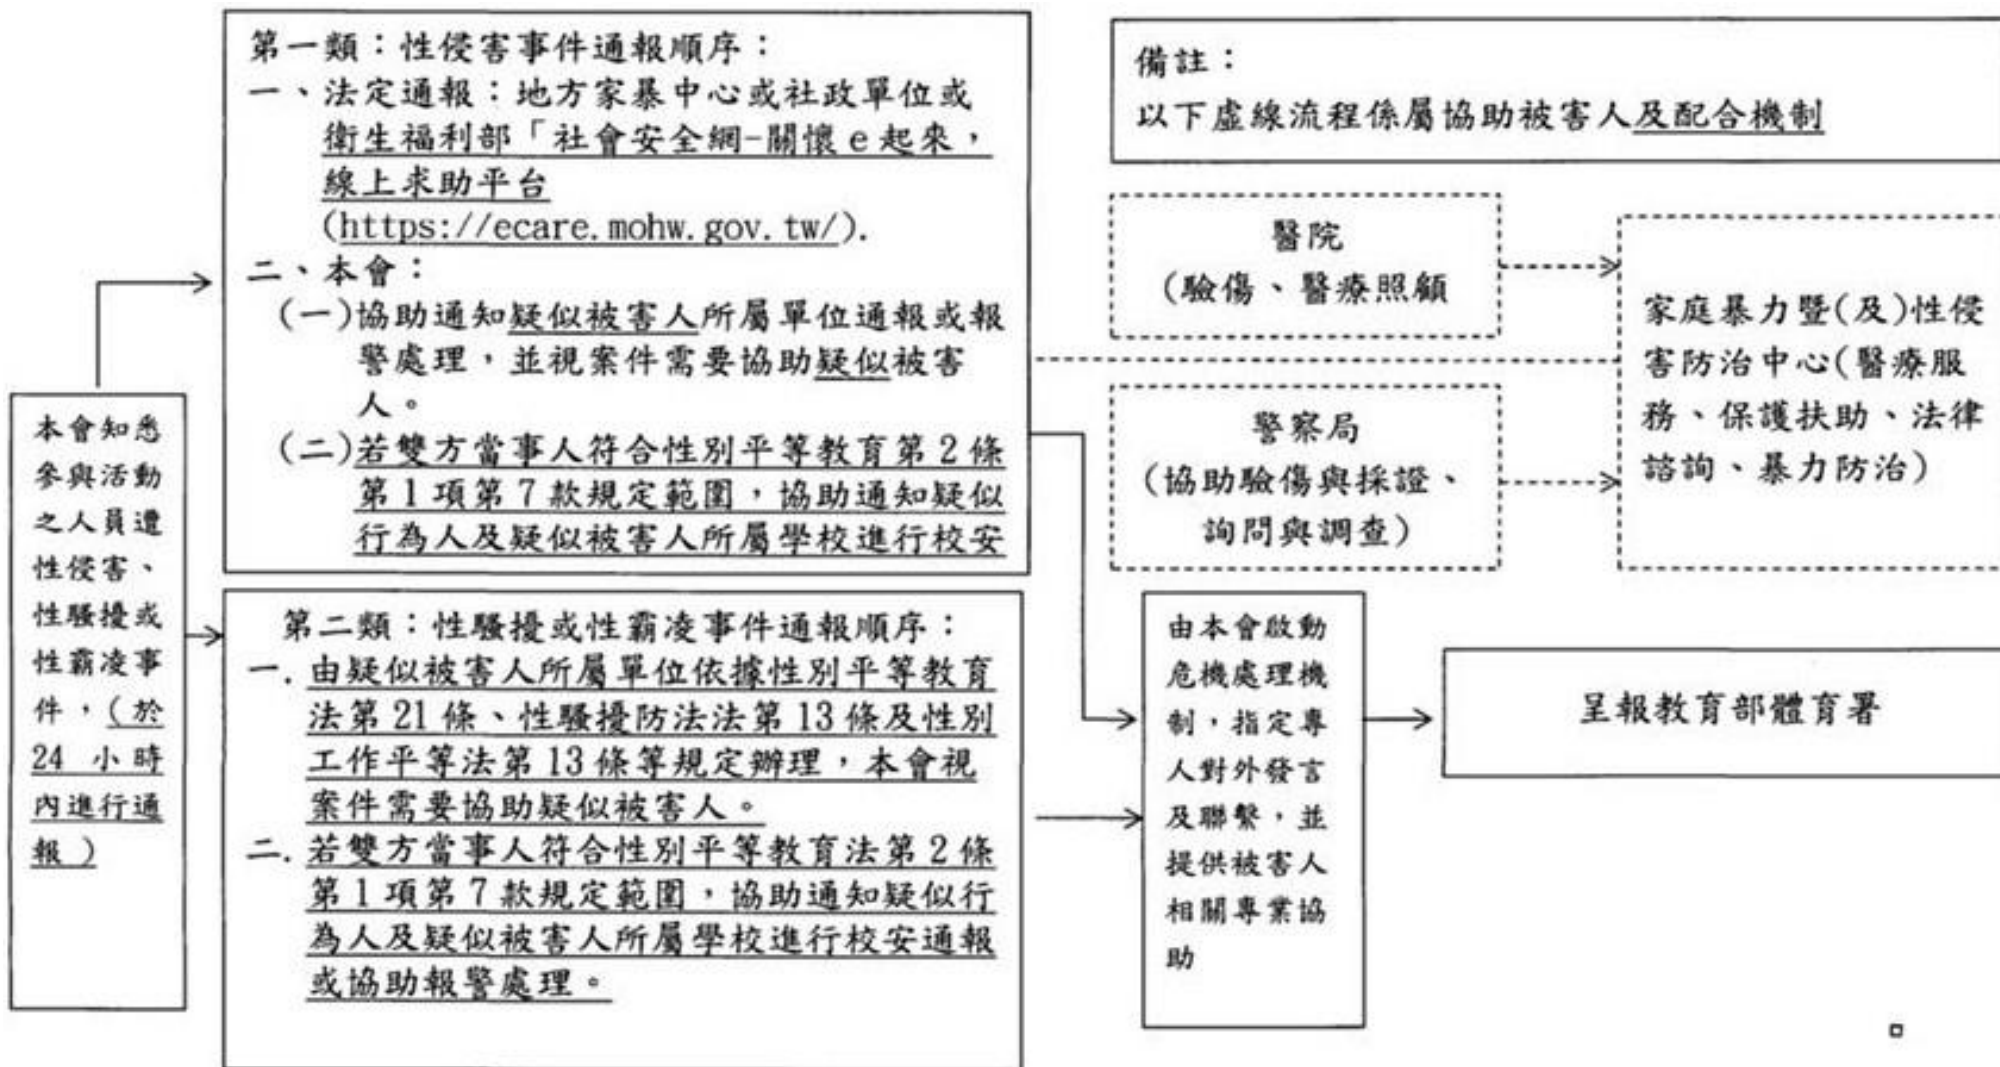 第一類：性侵害事件通報順序：
一、法定通報：地方家暴中心或社政單位或
衛生福利部「社會安全網-關懷e起來，
線上求助平台
(https://ecare.mohw.gov.tw/).
二、本會：
(一)協助通知疑似被害人所屬單位通報或報
警處理，並視案件需要協助疑似被害
人。
(二)若雙方當事人符合性別平等教育第2條
第1項第7款規定範圍，協助通知疑似
行為人及疑似被害人所屬學校進行校安
備註：
以下虛線流程係屬協助被害人及配合機制
醫院
(驗傷、醫療照顧
家庭暴力暨(及)性侵
害防治中心(醫療服
務、保護扶助、法律
諮詢、暴力防治)
警察局
(協助驗傷與採證、
詢問與調查)
本會知悉
參與活動
之人員遭
性侵害、
性騷擾或
性霸凌事
件，(於
24 小時
內進行通
報)
第二類：性騷擾或性霸凌事件通報順序：
一. 由疑似被害人所屬單位依據性別平等教育
法第21條、性騷擾防法法第13條及性別
工作平等法第13條等規定辦理，本會視
案件需要協助疑似被害人。
二. 若雙方當事人符合性別平等教育法第2條
第1項第7款規定範圍，協助通知疑似行
為人及疑似被害人所屬學校進行校安通報
或協助報警處理。
由本會啟動
危機處理機
制，指定專
人對外發言
及聯繫，並
提供被害人
相關專業協
助
呈報教育部體育署